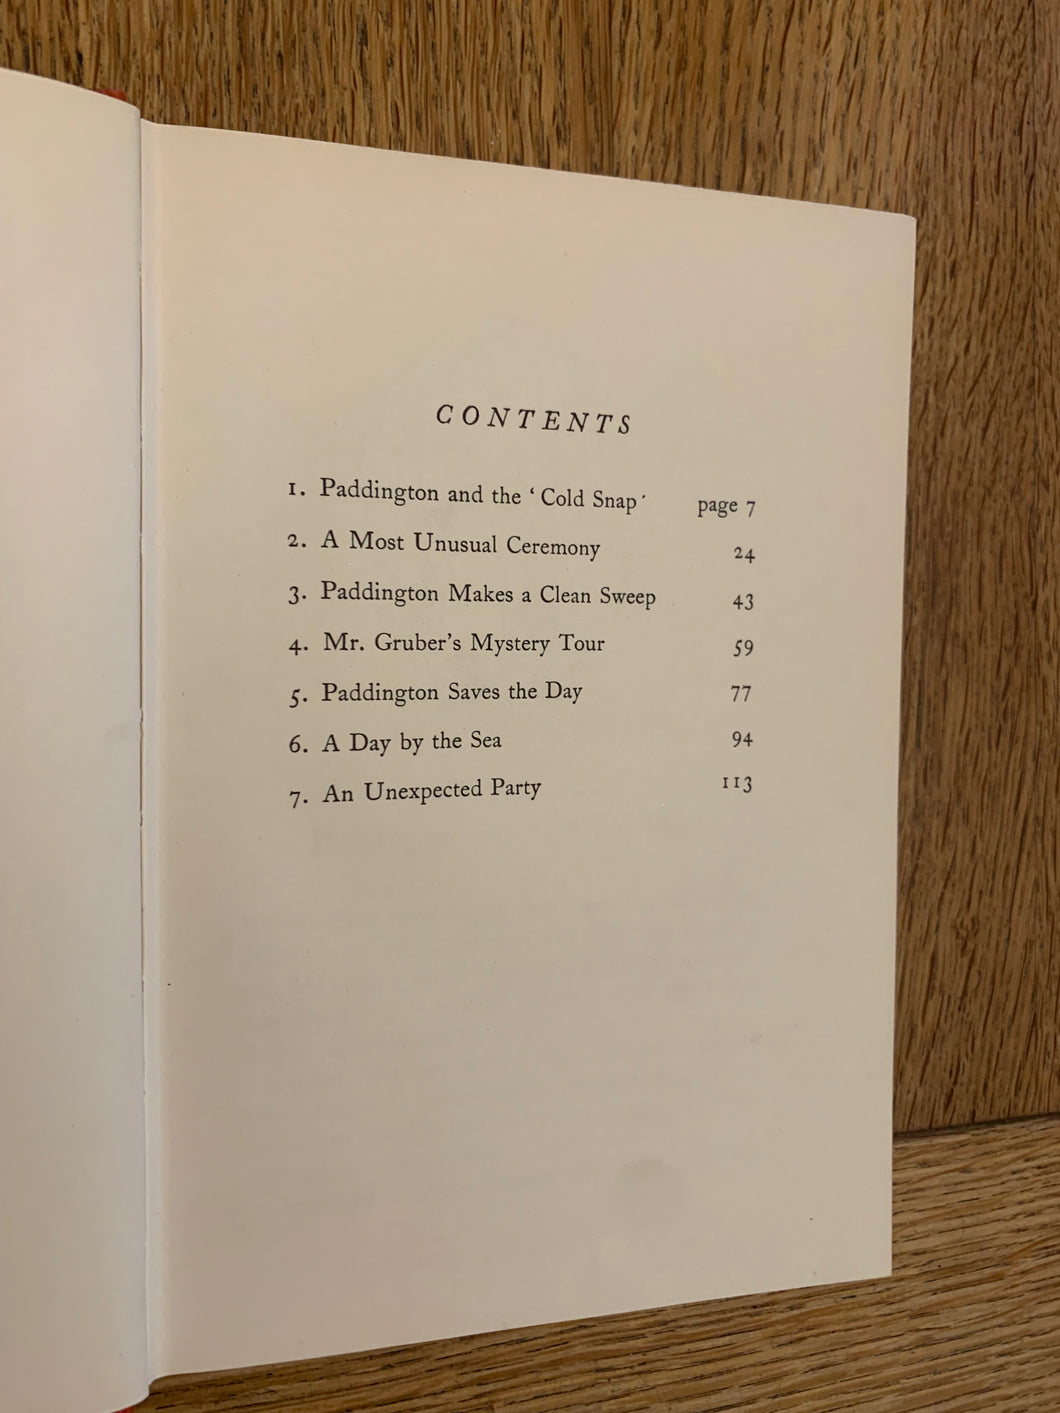 CONTENTS
1. Paddington and the ‘Cold Snap’ page 7
2. A Most Unusual Ceremony 24
3. Paddington Makes a Clean Sweep 43
4. Mr. Gruber’s Mystery Tour 59
5. Paddington Saves the Day 77
6. A Day by the Sea 94
7. An Unexpected Party 113